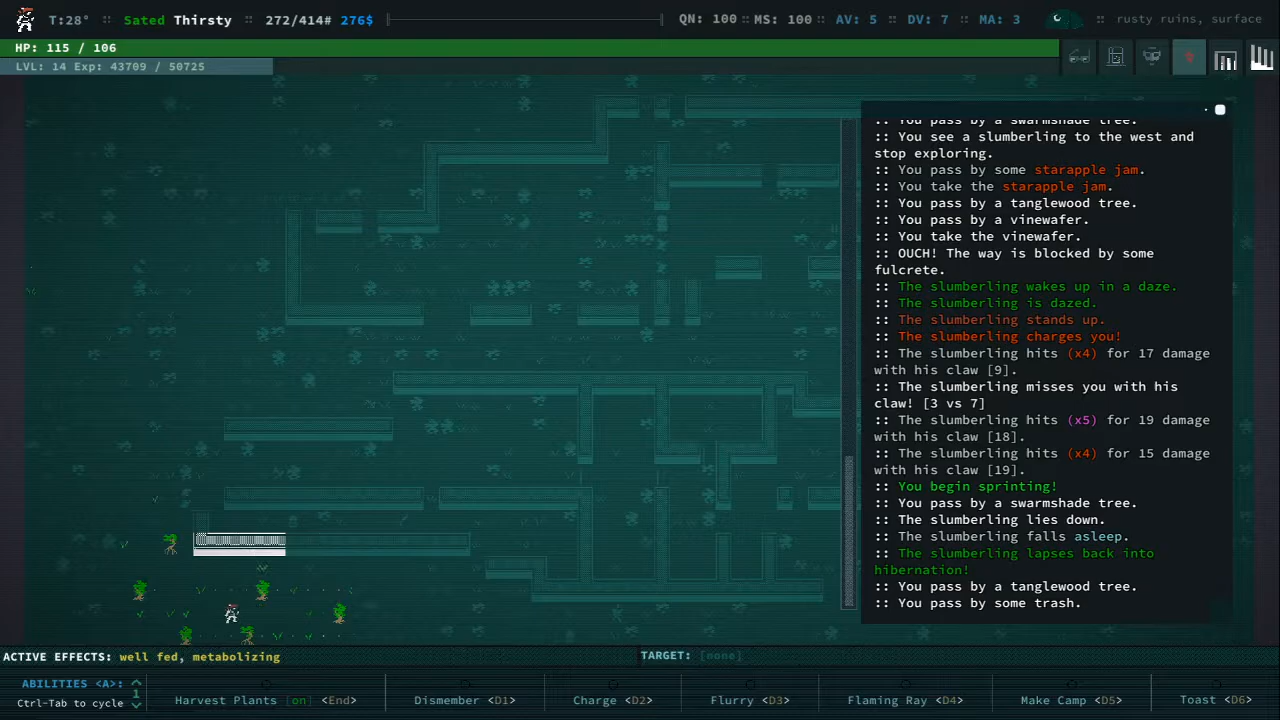 T:28° :: Sated Thirsty :: 272/414# 276$ QN: 100 :: MS: 100 :: AV: 5 :: DV: 7 :: MA: 3 :: rusty ruins, surface
HP: 115 / 106
LVL: 14 Exp: 43709 / 50725
:: You pass by a swarmshade tree.
:: You see a slumberling to the west and
stop exploring.
:: You pass by some starapple jam.
:: You take the starapple jam.
:: You pass by a tanglewood tree.
:: You pass by a vinewafer.
:: You take the vinewafer.
:: OUCH! The way is blocked by some
fulcrete.
:: The slumberling wakes up in a daze.
:: The slumberling is dazed.
:: The slumberling stands up.
:: The slumberling charges you!
:: The slumberling hits (x4) for 17 damage
with his claw [9].
:: The slumberling misses you with his
claw! [3 vs 7]
:: The slumberling hits (x5) for 19 damage
with his claw [18].
:: The slumberling hits (x4) for 15 damage
with his claw [19].
:: You begin sprinting!
:: You pass by a swarmshade tree.
:: The slumberling lies down.
:: The slumberling falls asleep.
:: The slumberling lapses back into
hibernation!
:: You pass by a tanglewood tree.
:: You pass by some trash.
ACTIVE EFFECTS: well fed, metabolizing
TARGET: [none]
ABILITIES <A>: 1
Ctrl-Tab to cycle
Harvest Plants [on] <End> Dismember <D1> Charge <D2> Flurry <D3> Flaming Ray <D4> Make Camp <D5> Toast <D6>